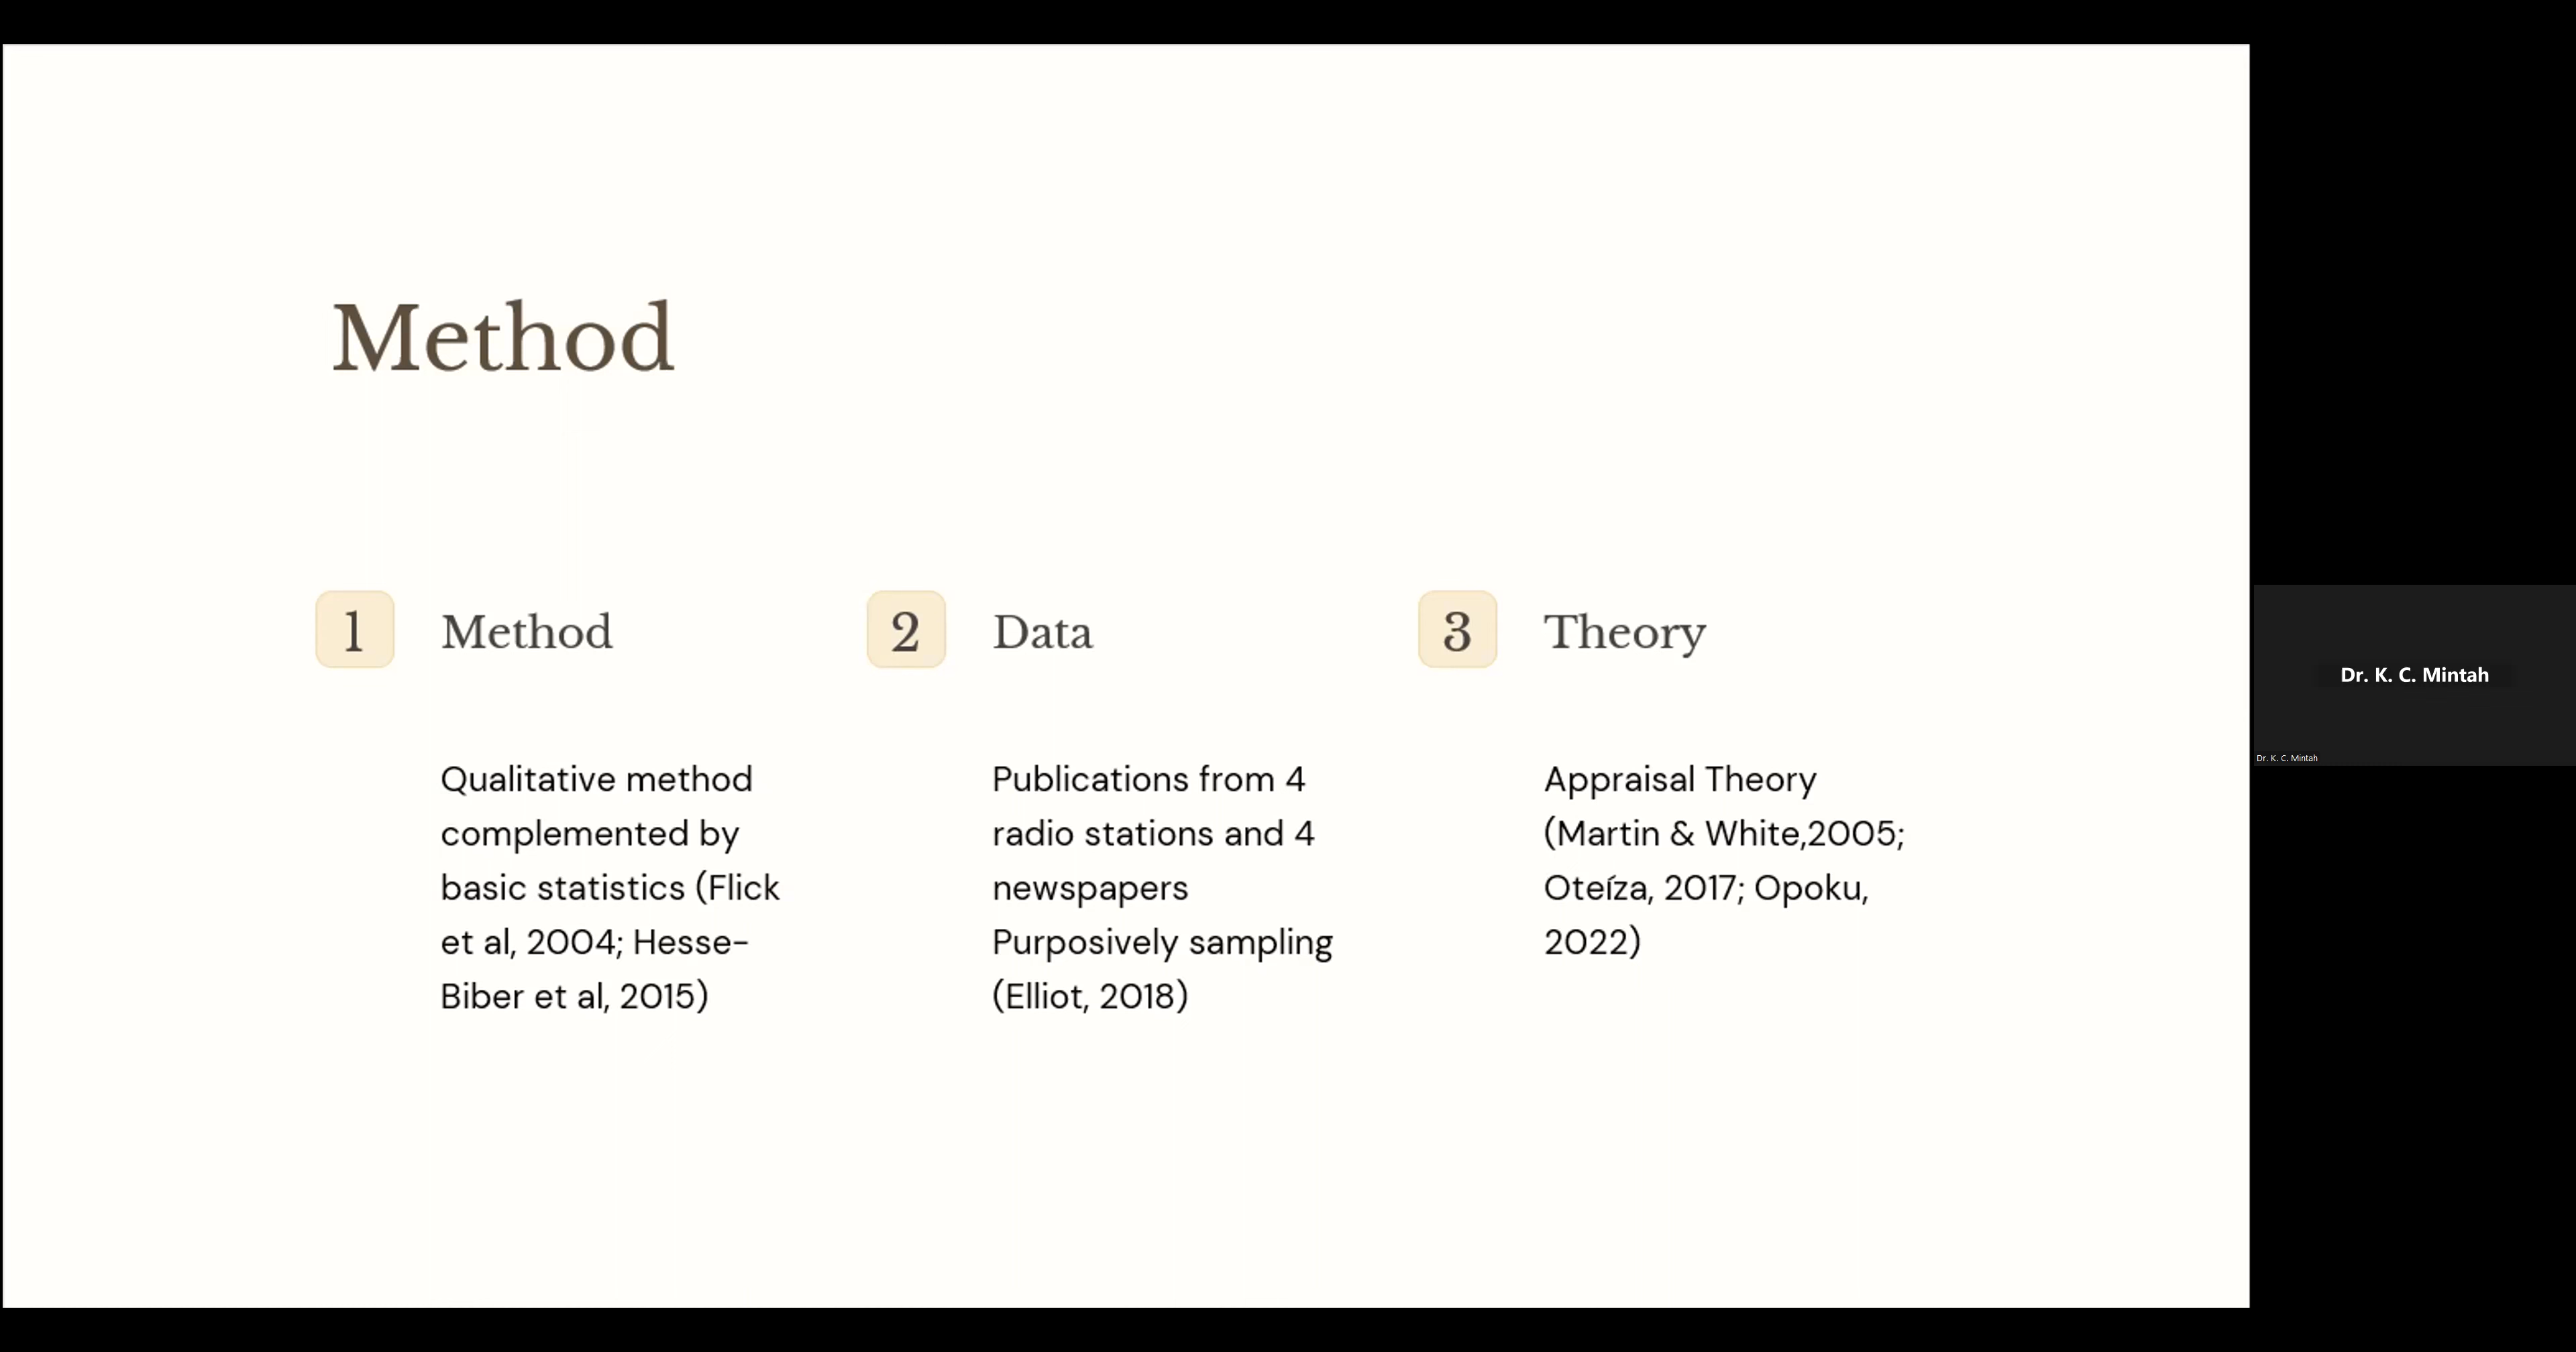 Method
1 Method
Qualitative method
complemented by
basic statistics (Flick
et al, 2004; Hesse-
Biber et al, 2015)
2 Data
Publications from 4
radio stations and 4
newspapers
Purposively sampling
(Elliot, 2018)
3 Theory
Appraisal Theory
(Martin & White,2005;
Oteíza, 2017; Opoku,
2022)
Dr. K. C. Mintah
Dr. K. C. Mintah